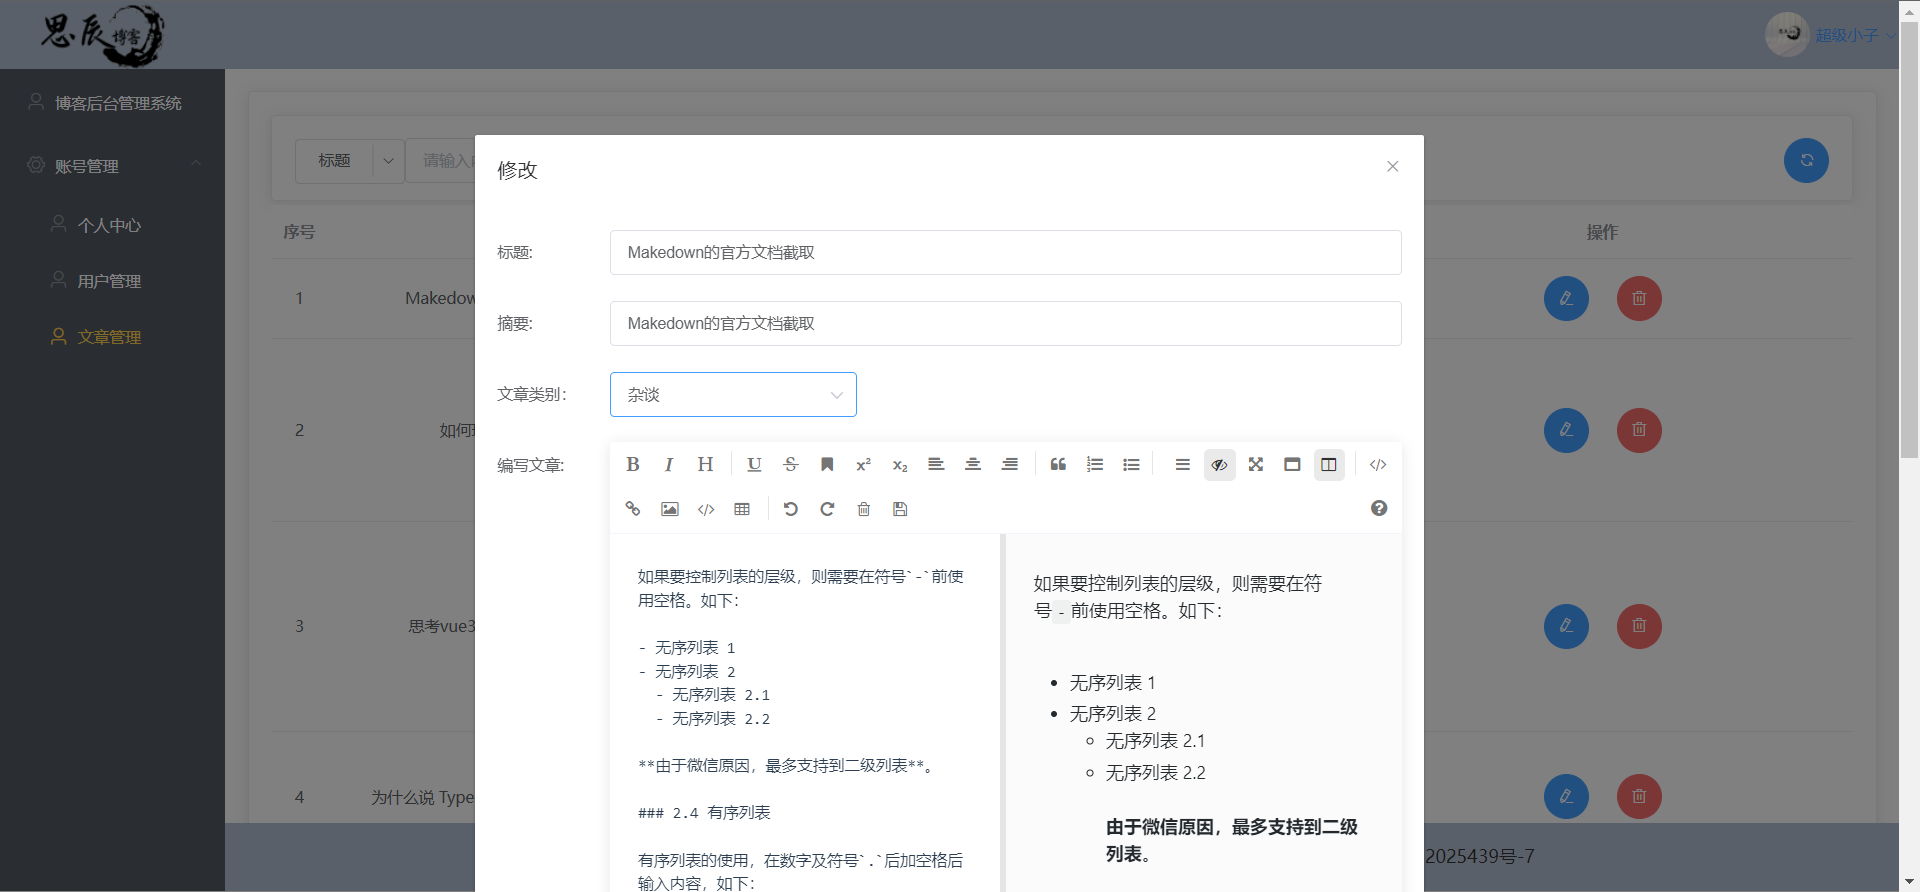 思辰博客
超级小子
博客后台管理系统
账号管理
个人中心
用户管理
文章管理
标题
请输入
序号
操作
1
Makedow
2
如何
3
思考vue3
4
为什么说 Type
2025439号-7
修改
标题:
Makedown的官方文档截取
摘要:
Makedown的官方文档截取
文章类别:
杂谈
编写文章:
如果要控制列表的层级，则需要在符号`-`前使
用空格。如下：
- 无序列表 1
- 无序列表 2
- 无序列表 2.1
- 无序列表 2.2
**由于微信原因，最多支持到二级列表**。
### 2.4 有序列表
有序列表的使用，在数字及符号`.`后加空格后
输入内容，如下：
如果要控制列表的层级，则需要在符
号 - 前使用空格。如下：
无序列表 1
无序列表 2
无序列表 2.1
无序列表 2.2
由于微信原因，最多支持到二级
列表。